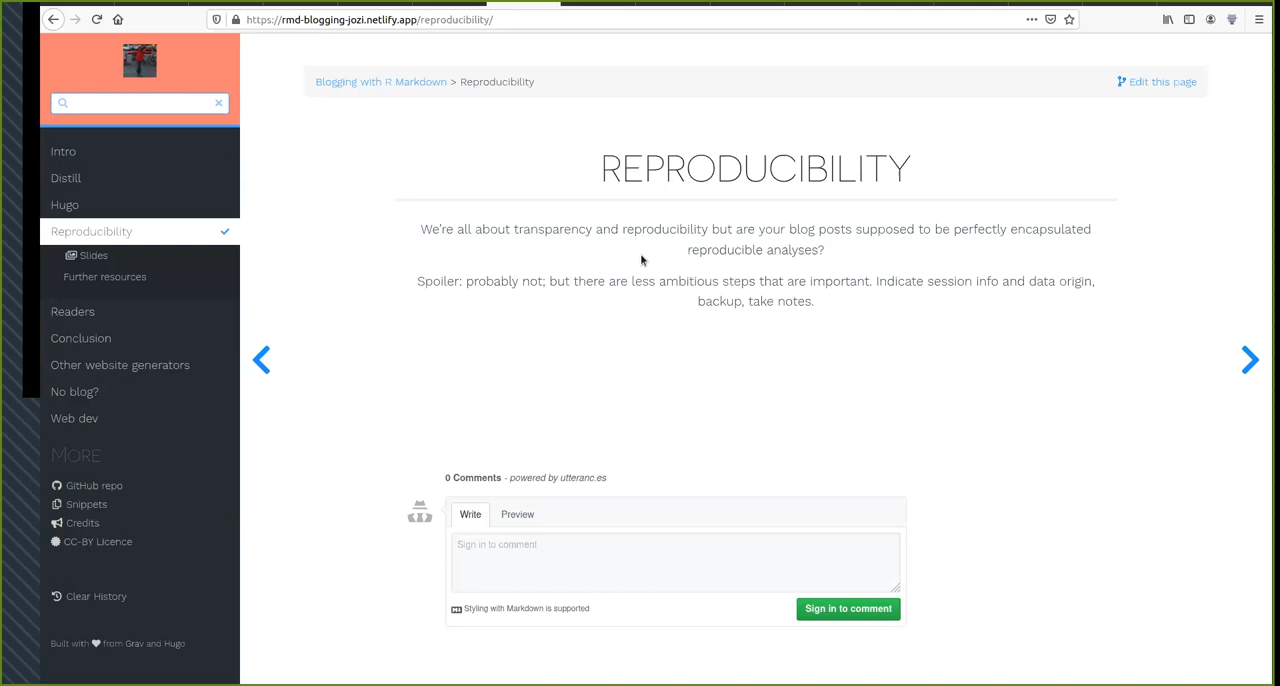 https://rmd-blogging-jozi.netlify.app/reproducibility/
Blogging with R Markdown > Reproducibility
Edit this page
Intro
Distill
Hugo
Reproducibility
Slides
Further resources
Readers
Conclusion
Other website generators
No blog?
Web dev
MORE
GitHub repo
Snippets
Credits
CC-BY Licence
Clear History
Built with ❤ from Grav and Hugo
REPRODUCIBILITY
We're all about transparency and reproducibility but are your blog posts supposed to be perfectly encapsulated
reproducible analyses?
Spoiler: probably not; but there are less ambitious steps that are important. Indicate session info and data origin,
backup, take notes.
0 Comments - powered by utteranc.es
Write Preview
Sign in to comment
Styling with Markdown is supported
Sign in to comment